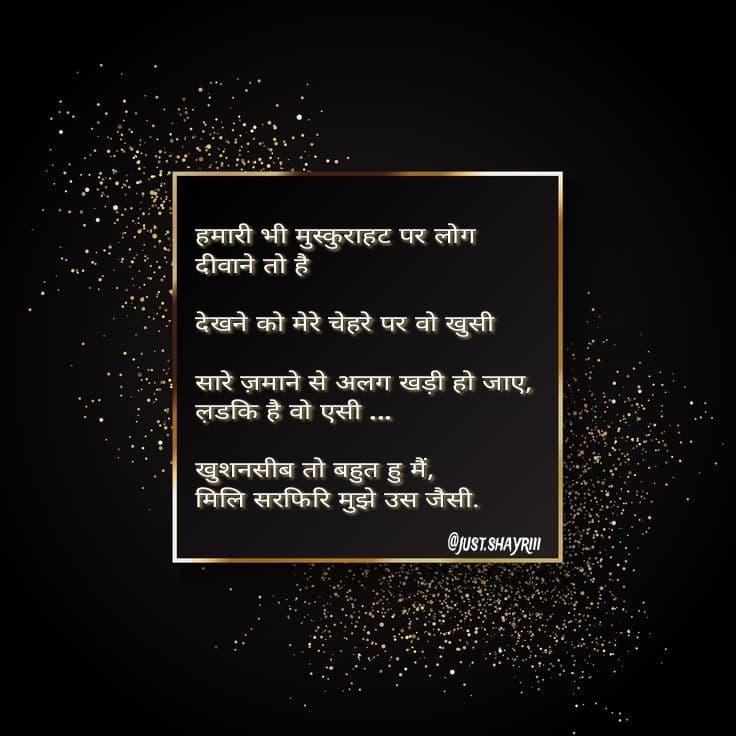 हमारी भी मुस्कुराहट पर लोग
दीवाने तो है
देखने को मेरे चेहरे पर वो खुसी
सारे ज़माने से अलग खड़ी हो जाए,
ल़डकि है वो एसी ...
खुशनसीब तो बहुत हु मैं,
मिलि सरफिरि मुझे उस जैसी.
@JUST.SHAYRIII